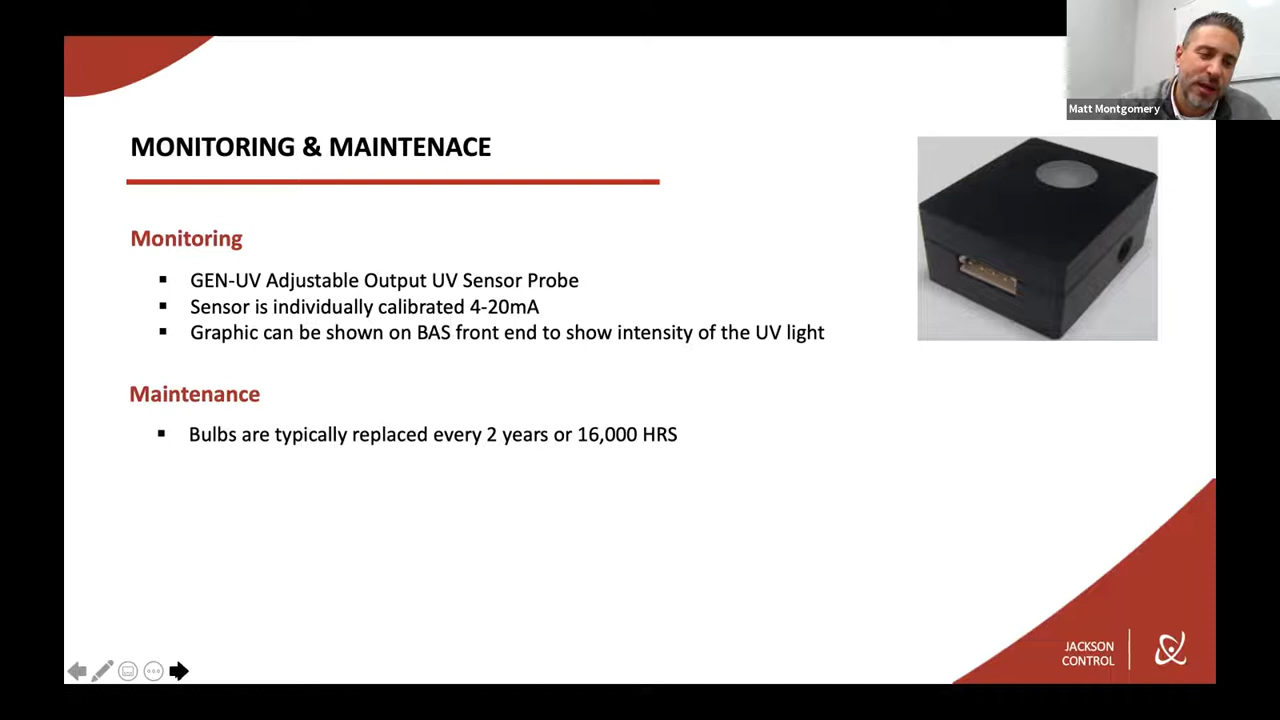 Matt Montgomery
MONITORING & MAINTENACE
Monitoring
▪ GEN-UV Adjustable Output UV Sensor Probe
▪ Sensor is individually calibrated 4-20mA
▪ Graphic can be shown on BAS front end to show intensity of the UV light
Maintenance
▪ Bulbs are typically replaced every 2 years or 16,000 HRS
JACKSON
CONTROL